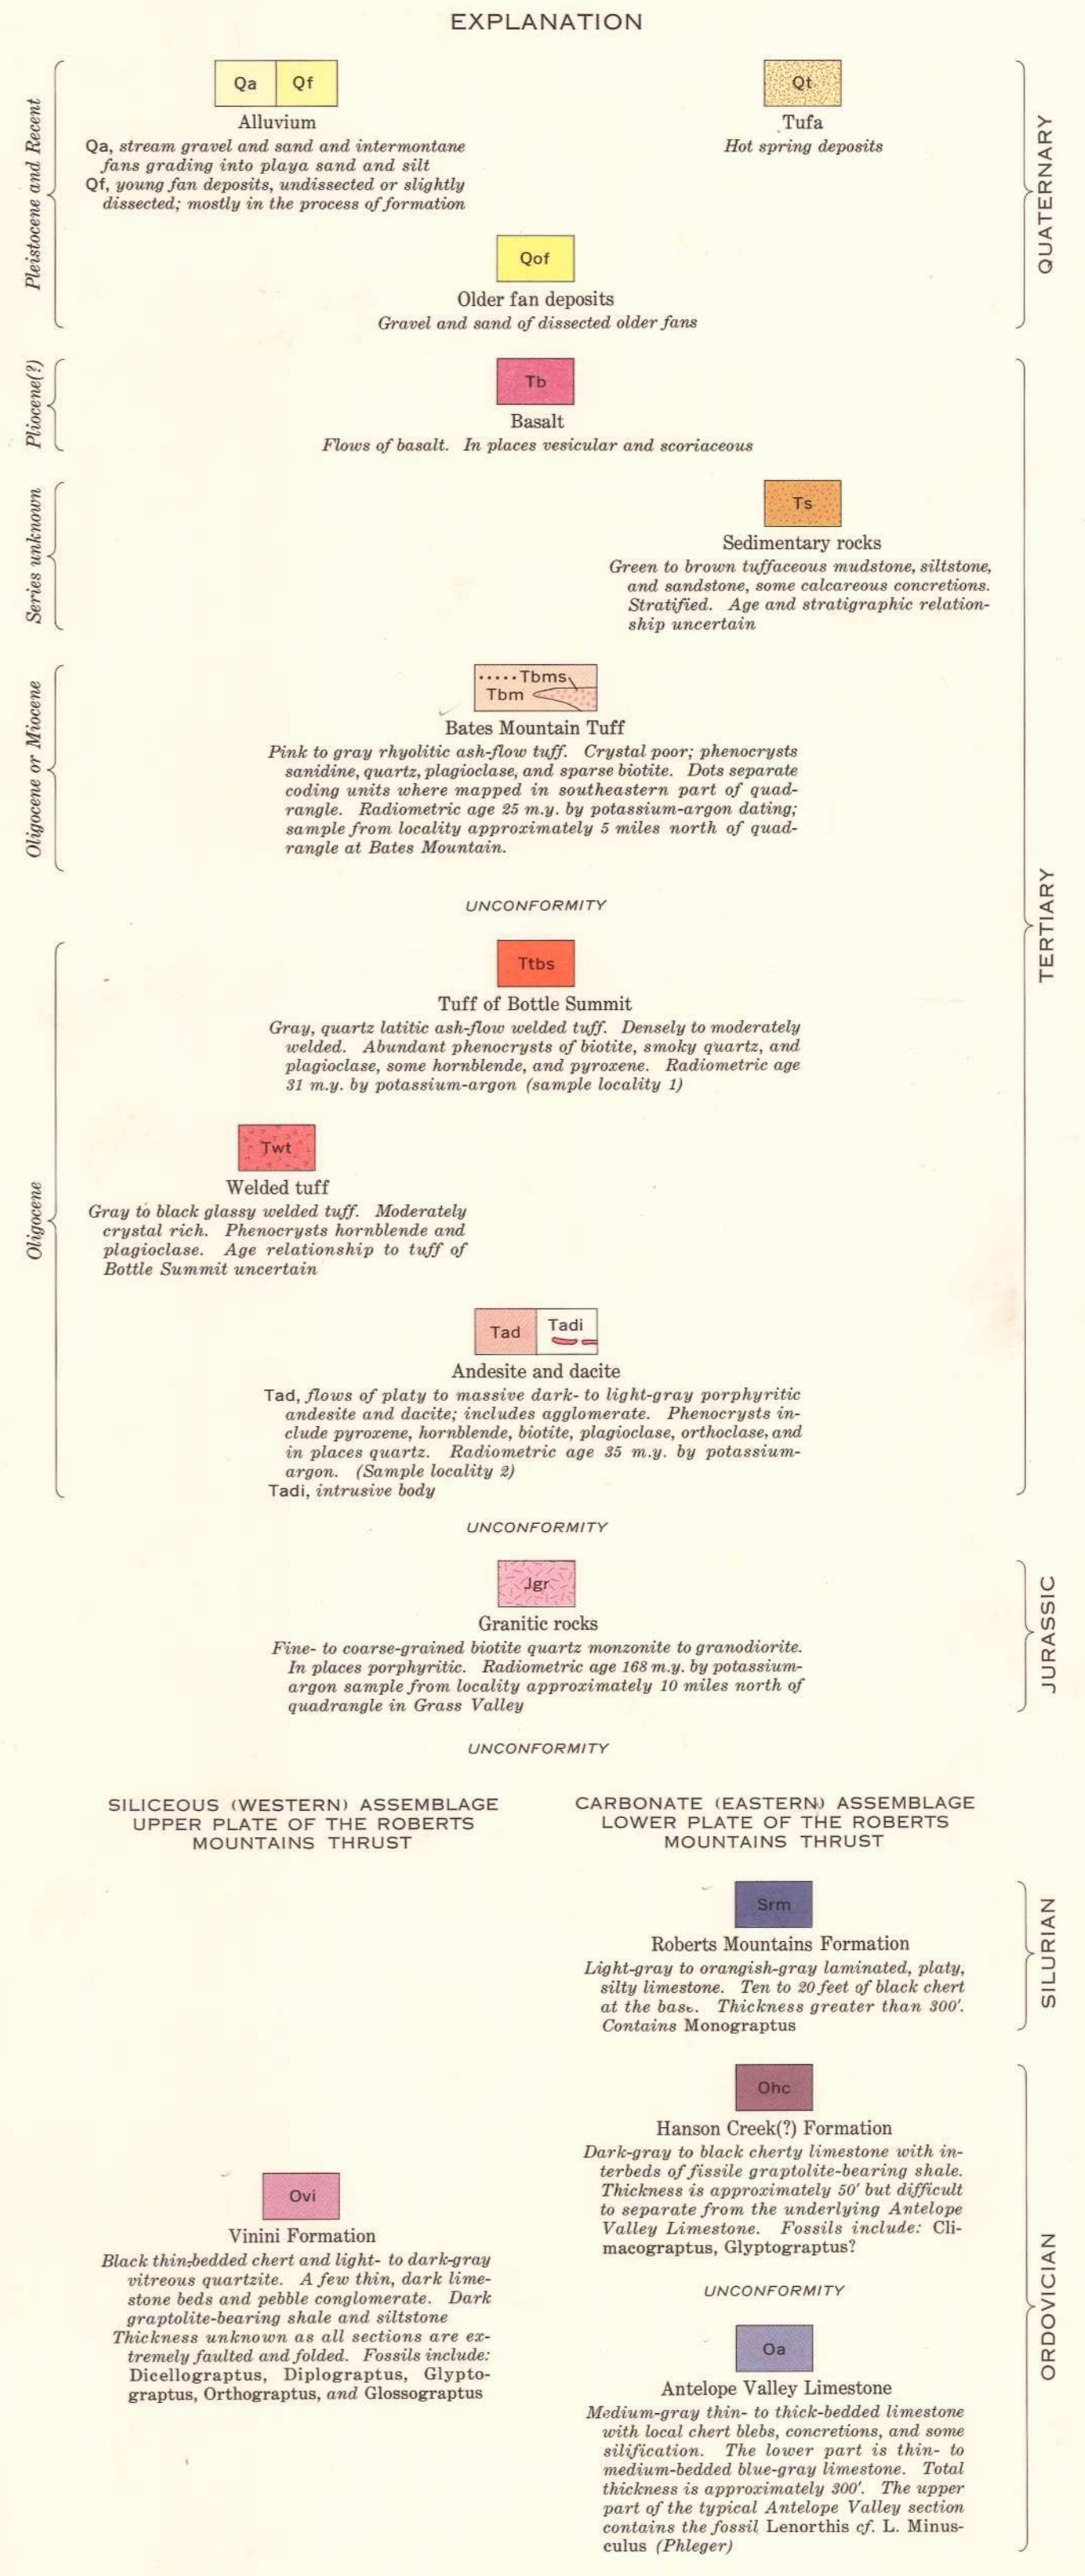 EXPLANATION
Pleistocene and Recent
Qa Qf
Alluvium
Qa, stream gravel and sand and intermontane
fans grading into playa sand and silt
Qf, young fan deposits, undissected or slightly
dissected; mostly in the process of formation
Qt
Tufa
Hot spring deposits
QUATERNARY
Qof
Older fan deposits
Gravel and sand of dissected older fans
Pliocene(?)
Tb
Basalt
Flows of basalt. In places vesicular and scoriaceous
Series unknown
Ts
Sedimentary rocks
Green to brown tuffaceous mudstone, siltstone,
and sandstone, some calcareous concretions.
Stratified. Age and stratigraphic relation-
ship uncertain
Oligocene or Miocene
Tbms
Tbm
Bates Mountain Tuff
Pink to gray rhyolitic ash-flow tuff. Crystal poor; phenocrysts
sanidine, quartz, plagioclase, and sparse biotite. Dots separate
coding units where mapped in southeastern part of quad-
rangle. Radiometric age 25 m.y. by potassium-argon dating;
sample from locality approximately 5 miles north of quad-
rangle at Bates Mountain.
TERTIARY
UNCONFORMITY
Oligocene
Ttbs
Tuff of Bottle Summit
Gray, quartz latitic ash-flow welded tuff. Densely to moderately
welded. Abundant phenocrysts of biotite, smoky quartz, and
plagioclase, some hornblende, and pyroxene. Radiometric age
31 m.y. by potassium-argon (sample locality 1)
Twt
Welded tuff
Gray to black glassy welded tuff. Moderately
crystal rich. Phenocrysts hornblende and
plagioclase. Age relationship to tuff of
Bottle Summit uncertain
Tad Tadi
Andesite and dacite
Tad, flows of platy to massive dark- to light-gray porphyritic
andesite and dacite; includes agglomerate. Phenocrysts in-
clude pyroxene, hornblende, biotite, plagioclase, orthoclase, and
in places quartz. Radiometric age 35 m.y. by potassium-
argon. (Sample locality 2)
Tadi, intrusive body
UNCONFORMITY
Jgr
Granitic rocks
Fine- to coarse-grained biotite quartz monzonite to granodiorite.
In places porphyritic. Radiometric age 168 m.y. by potassium-
argon sample from locality approximately 10 miles north of
quadrangle in Grass Valley
JURASSIC
UNCONFORMITY
SILICEOUS (WESTERN) ASSEMBLAGE
UPPER PLATE OF THE ROBERTS
MOUNTAINS THRUST
CARBONATE (EASTERN) ASSEMBLAGE
LOWER PLATE OF THE ROBERTS
MOUNTAINS THRUST
Srm
Roberts Mountains Formation
Light-gray to orangish-gray laminated, platy,
silty limestone. Ten to 20 feet of black chert
at the base. Thickness greater than 300'.
Contains Monograptus
SILURIAN
Ohc
Hanson Creek(?) Formation
Dark-gray to black cherty limestone with in-
terbeds of fissile graptolite-bearing shale.
Thickness is approximately 50' but difficult
to separate from the underlying Antelope
Valley Limestone. Fossils include: Cli-
macograptus, Glyptograptus?
Ovi
Vinini Formation
Black thin-bedded chert and light- to dark-gray
vitreous quartzite. A few thin, dark lime-
stone beds and pebble conglomerate. Dark
graptolite-bearing shale and siltstone
Thickness unknown as all sections are ex-
tremely faulted and folded. Fossils include:
Dicellograptus, Diplograptus, Glypto-
graptus, Orthograptus, and Glossograptus
UNCONFORMITY
ORDOVICIAN
Oa
Antelope Valley Limestone
Medium-gray thin- to thick-bedded limestone
with local chert blebs, concretions, and some
silification. The lower part is thin- to
medium-bedded blue-gray limestone. Total
thickness is approximately 300'. The upper
part of the typical Antelope Valley section
contains the fossil Lenorthis cf. L. Minus-
culus (Phleger)